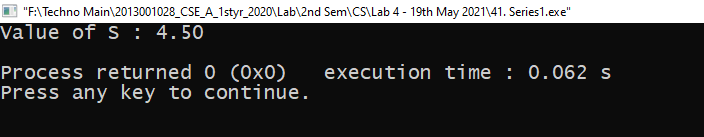 "F:\Techno Main\2013001028_CSE_A_1styr_2020\Lab\2nd Sem\CS\Lab 4 - 19th May 2021\41. Series1.exe"
Value of S : 4.50
Process returned 0 (0x0)   execution time : 0.062 s
Press any key to continue.